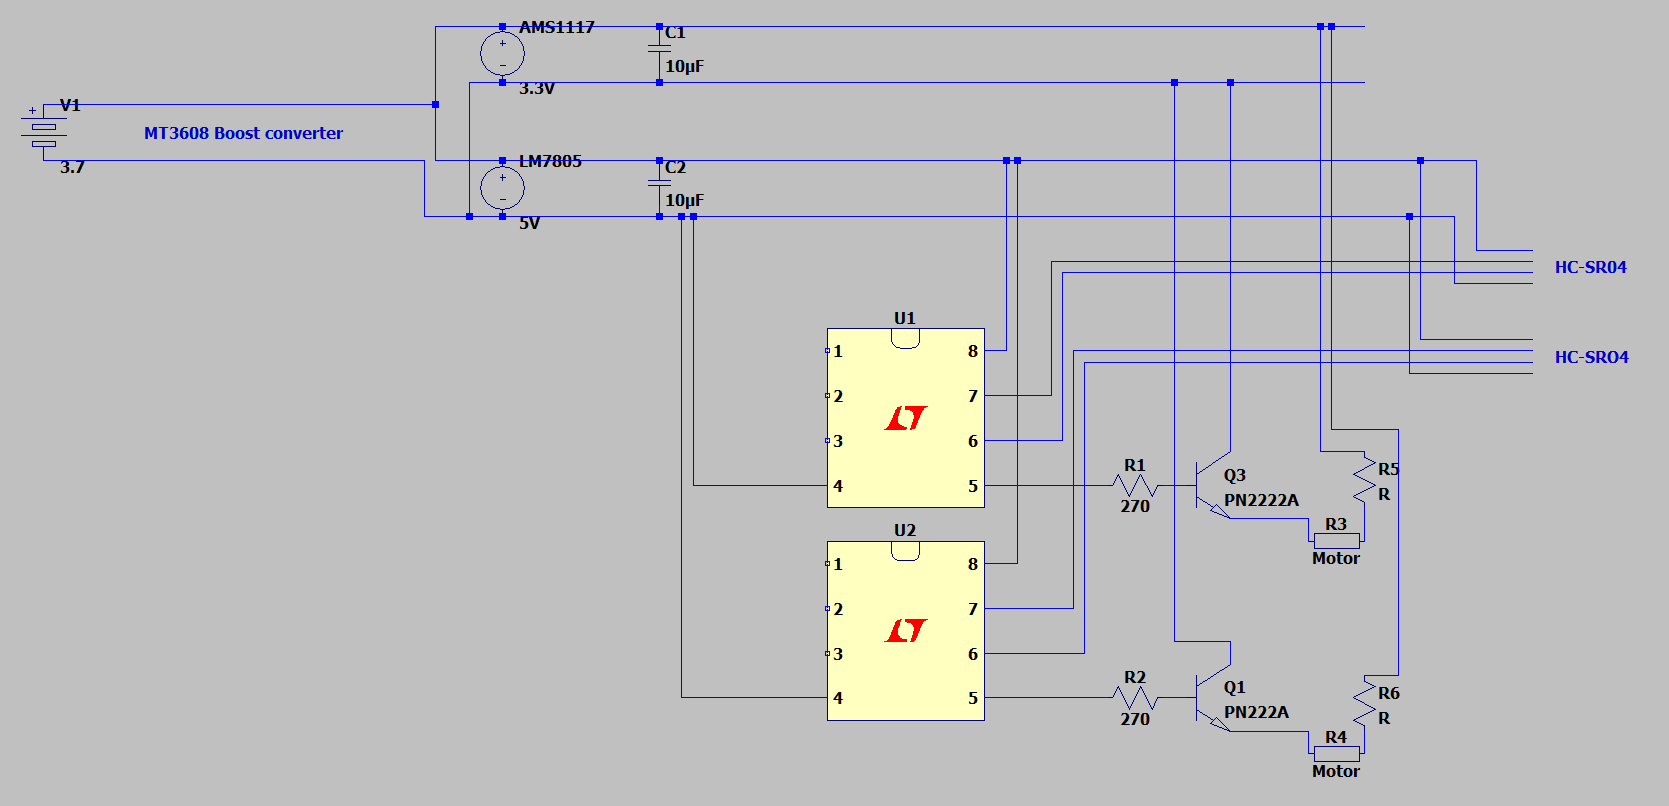 AMS1117
3.3V
C1
10µF
V1
3.7
MT3608 Boost converter
LM7805
5V
C2
10µF
HC-SR04
HC-SRO4
U1
1
2
3
4
8
7
6
5
U2
1
2
3
4
8
7
6
5
R1
270
Q3
PN2222A
R3
Motor
R5
R
R2
270
Q1
PN222A
R4
Motor
R6
R